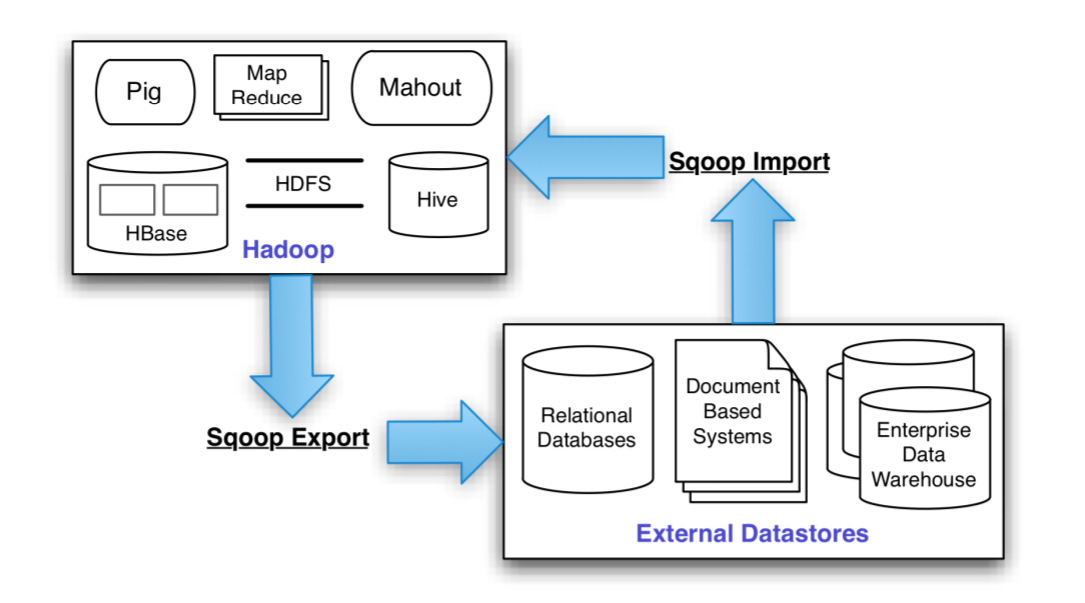 Pig
Map
Reduce
Mahout
HBase
HDFS
Hive
Hadoop
Sqoop Import
Sqoop Export
Relational
Databases
Document
Based
Systems
Enterprise
Data
Warehouse
External Datastores